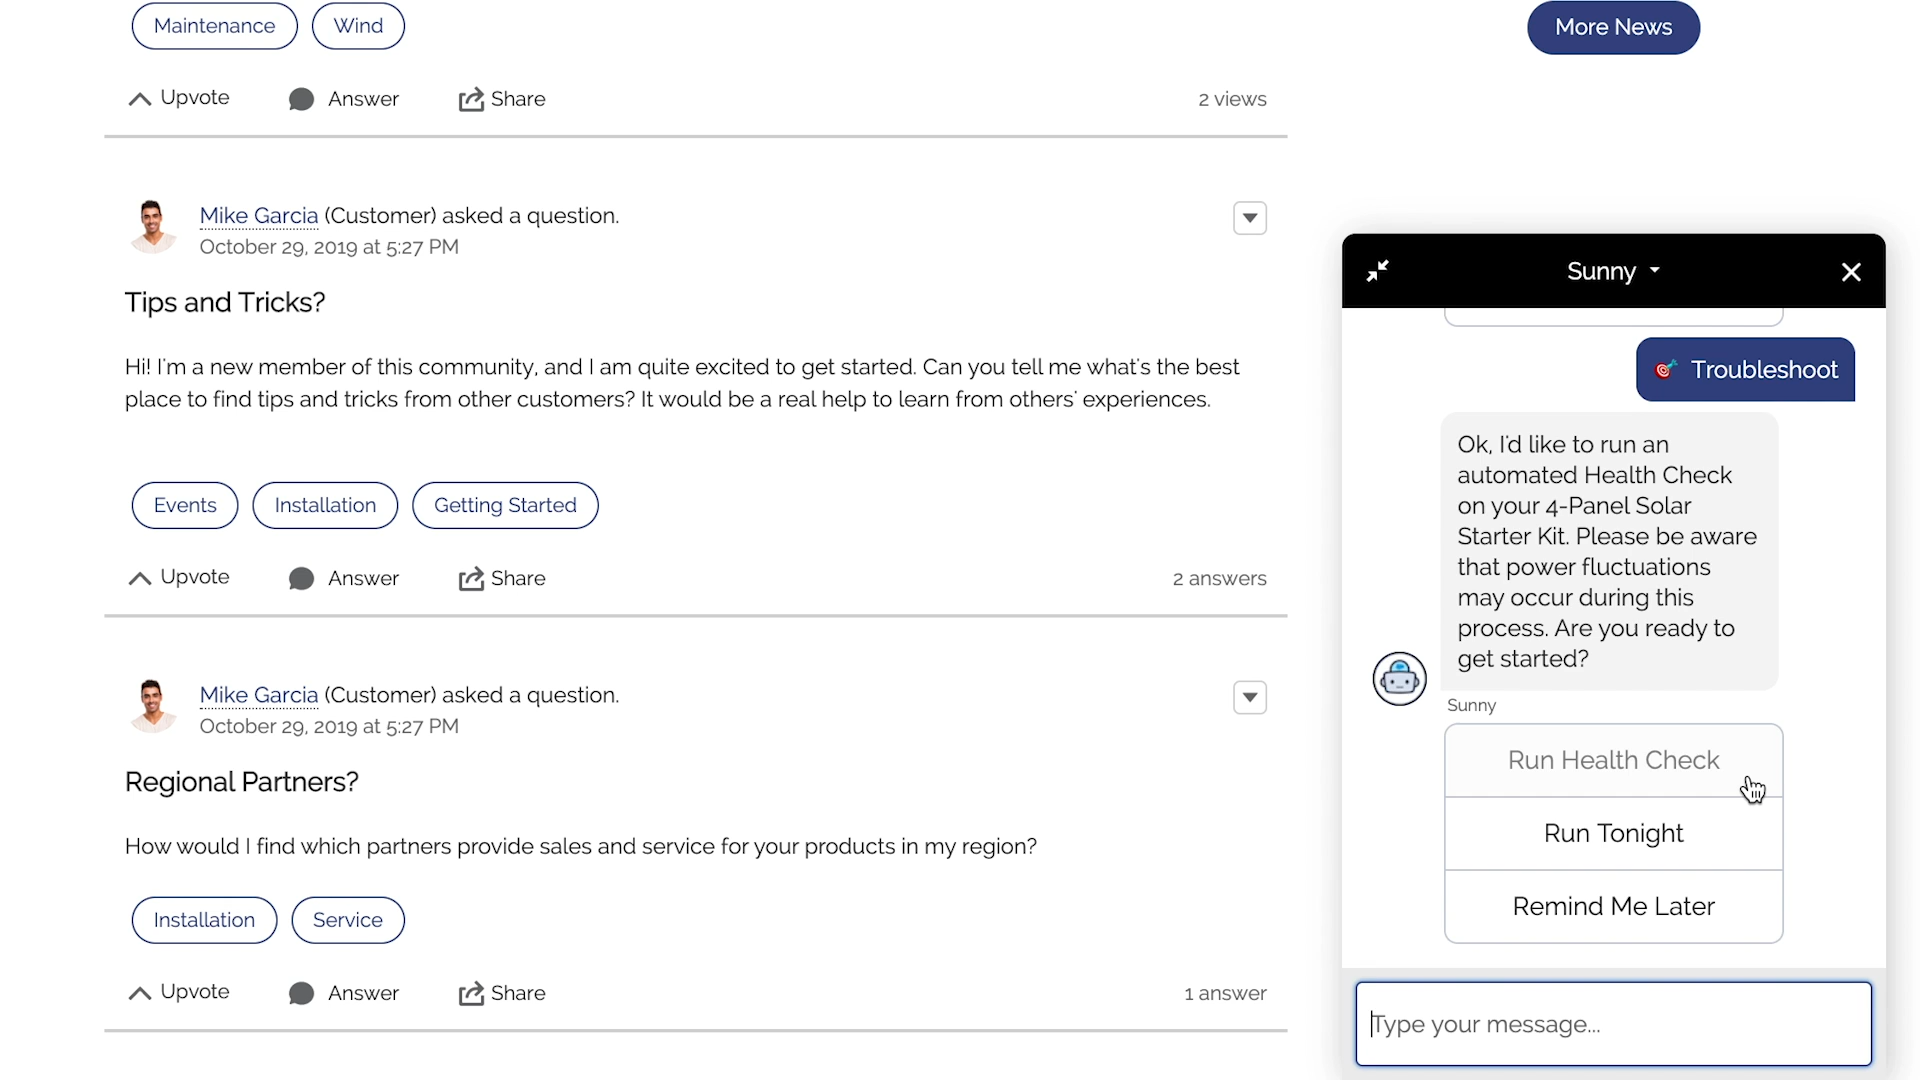 Maintenance
Wind
More News
Upvote
Answer
Share
2 views
Mike Garcia (Customer) asked a question.
October 29, 2019 at 5:27 PM
Tips and Tricks?
Hi! I'm a new member of this community, and I am quite excited to get started. Can you tell me what's the best
place to find tips and tricks from other customers? It would be a real help to learn from others' experiences.
Events
Installation
Getting Started
Upvote
Answer
Share
2 answers
Mike Garcia (Customer) asked a question.
October 29, 2019 at 5:27 PM
Regional Partners?
How would I find which partners provide sales and service for your products in my region?
Installation
Service
Upvote
Answer
Share
1 answer
Sunny
Troubleshoot
Ok, I'd like to run an
automated Health Check
on your 4-Panel Solar
Starter Kit. Please be aware
that power fluctuations
may occur during this
process. Are you ready to
get started?
Sunny
Run Health Check
Run Tonight
Remind Me Later
Type your message...